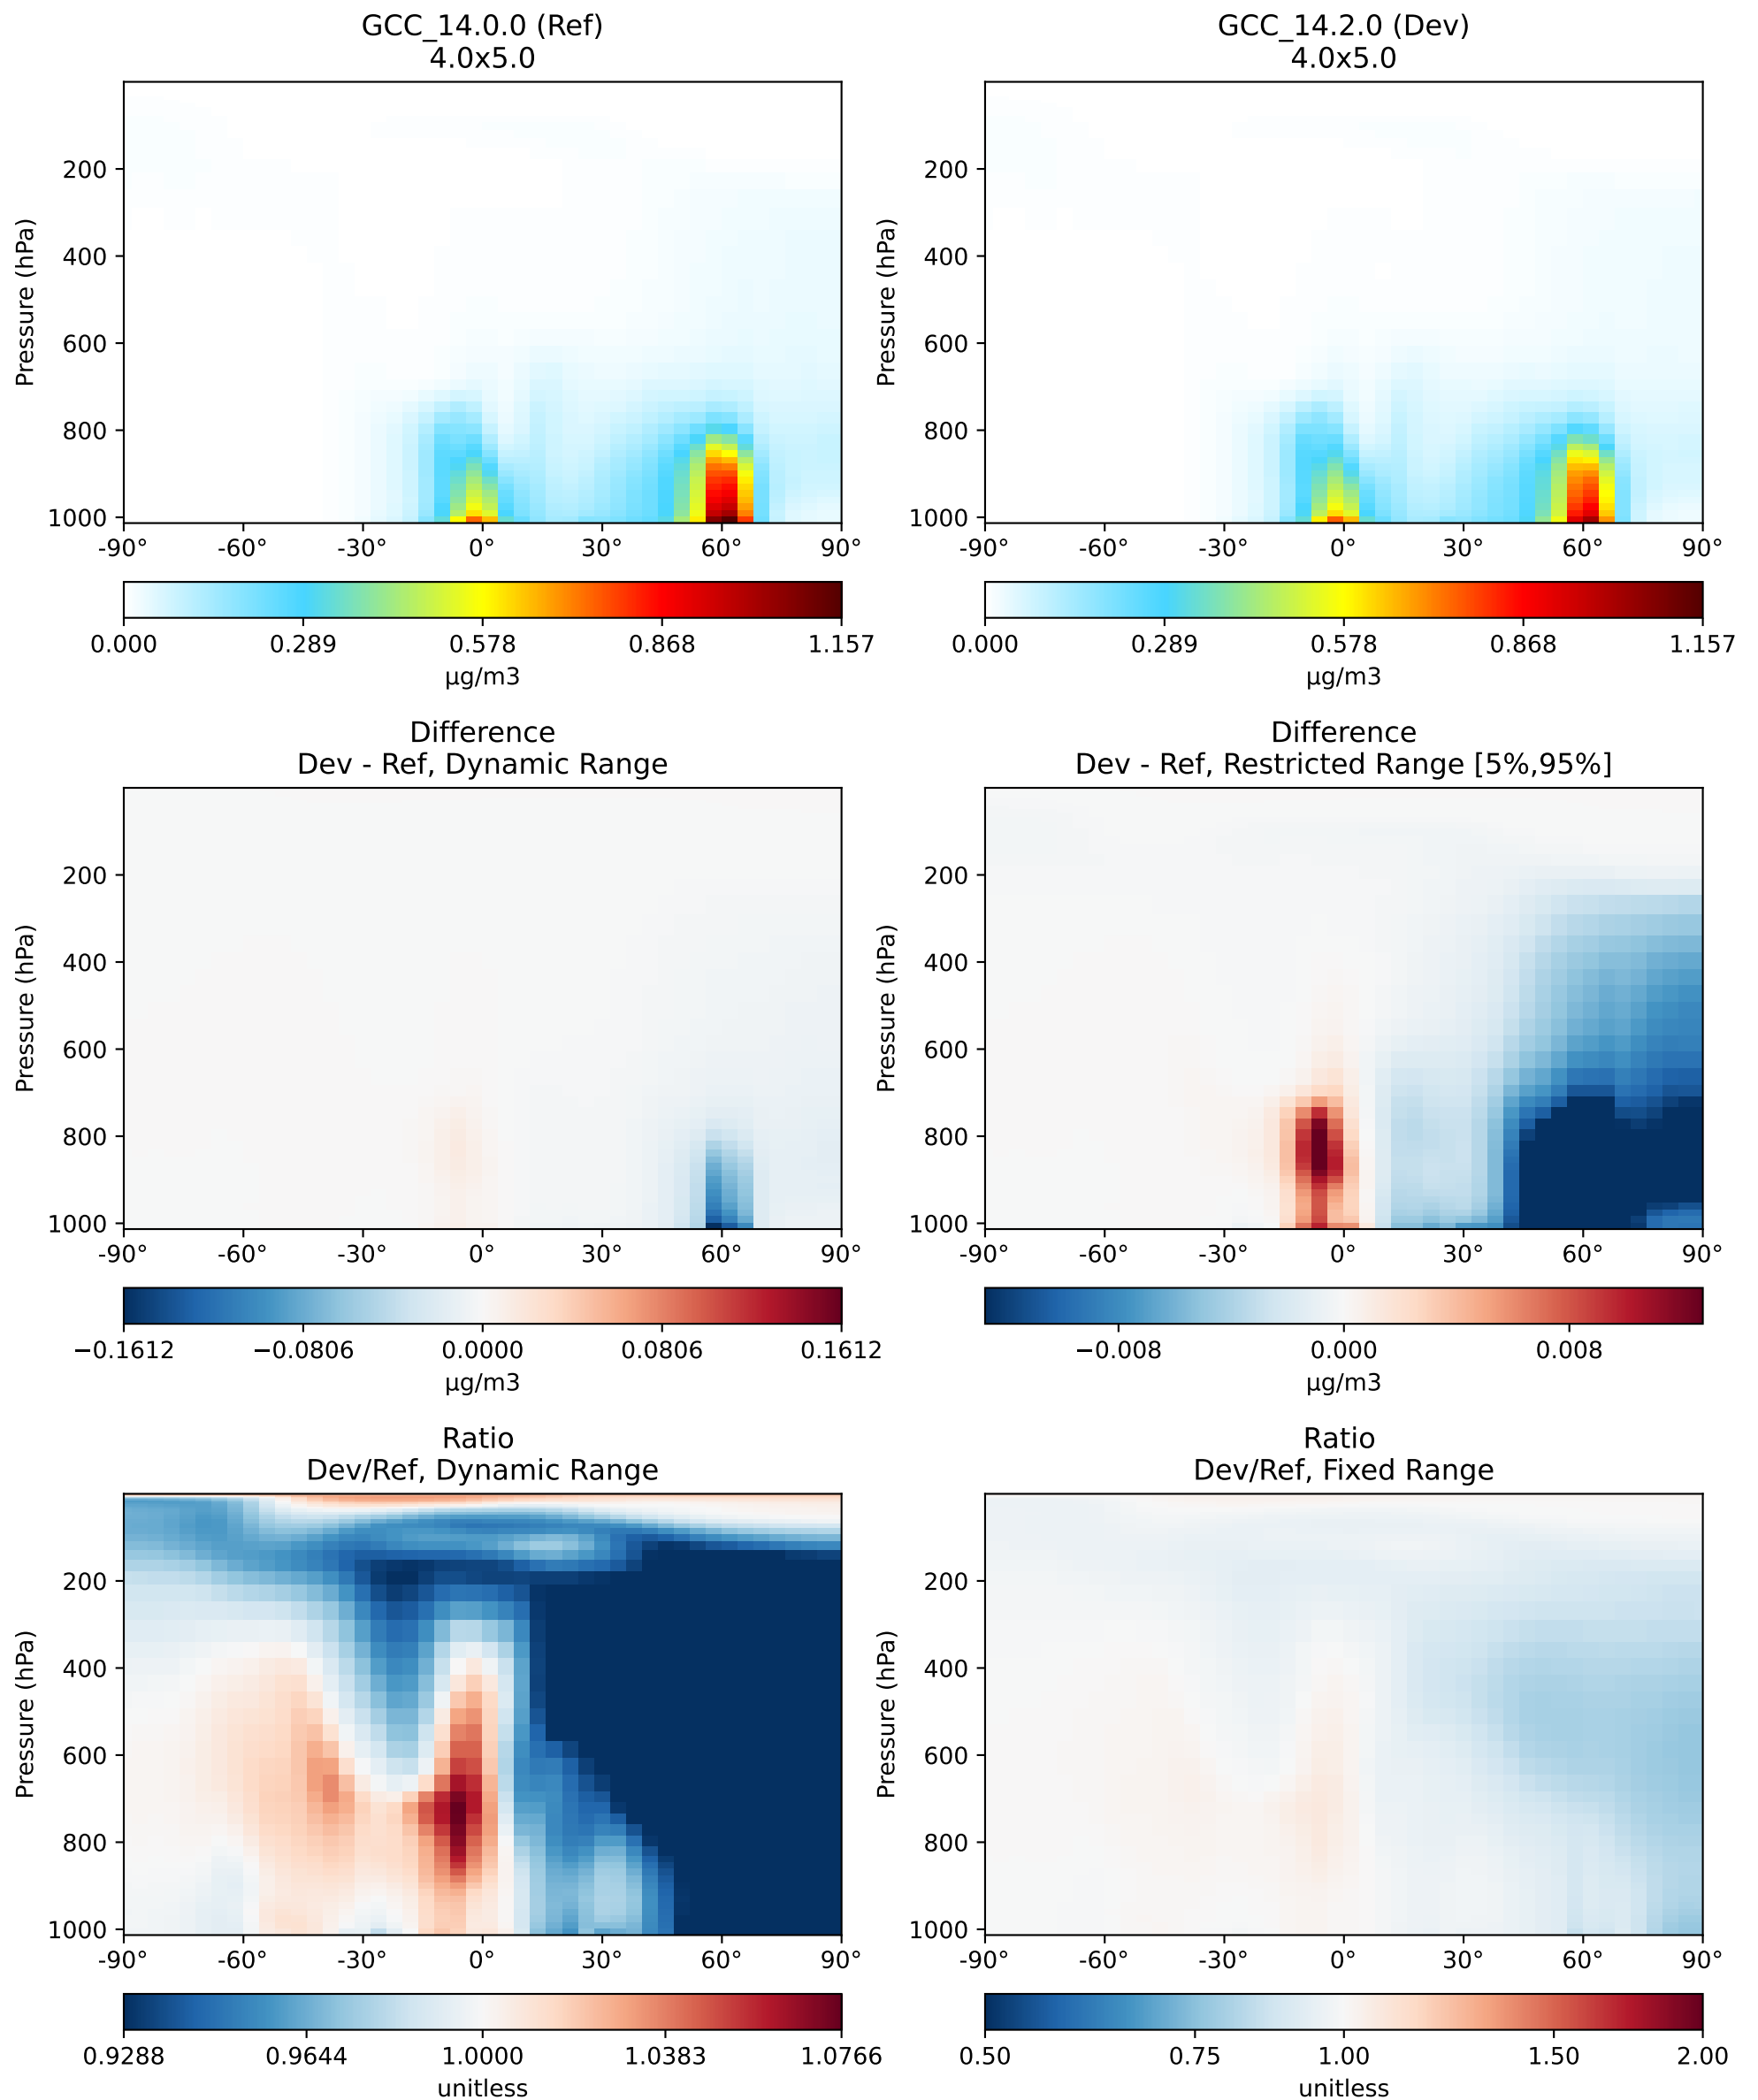 GCC_14.0.0 (Ref)
4.0x5.0
GCC_14.2.0 (Dev)
4.0x5.0
Pressure (hPa)
200
400
600
800
1000
-90° -60° -30° 0° 30° 60° 90°
0.000 0.289 0.578 0.868 1.157
μg/m3
Pressure (hPa)
200
400
600
800
1000
-90° -60° -30° 0° 30° 60° 90°
0.000 0.289 0.578 0.868 1.157
μg/m3
Difference
Dev - Ref, Dynamic Range
Difference
Dev - Ref, Restricted Range [5%,95%]
Pressure (hPa)
200
400
600
800
1000
-90° -60° -30° 0° 30° 60° 90°
−0.1612 −0.0806 0.0000 0.0806 0.1612
μg/m3
Pressure (hPa)
200
400
600
800
1000
-90° -60° -30° 0° 30° 60° 90°
−0.008 0.000 0.008
μg/m3
Ratio
Dev/Ref, Dynamic Range
Ratio
Dev/Ref, Fixed Range
Pressure (hPa)
200
400
600
800
1000
-90° -60° -30° 0° 30° 60° 90°
0.9288 0.9644 1.0000 1.0383 1.0766
unitless
Pressure (hPa)
200
400
600
800
1000
-90° -60° -30° 0° 30° 60° 90°
0.50 0.75 1.00 1.50 2.00
unitless